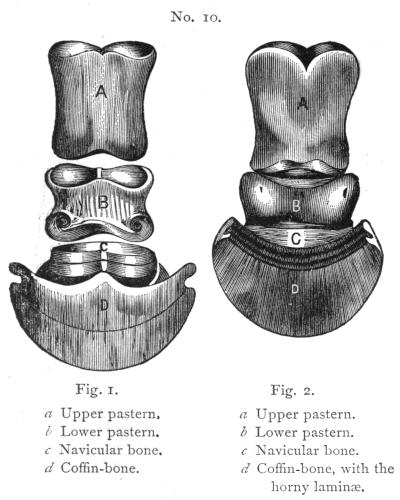 No. 10.
A
A
B
B
C
C
D
D
Fig. 1.
a Upper pastern.
b Lower pastern.
c Navicular bone.
d Coffin-bone.
Fig. 2.
a Upper pastern.
b Lower pastern.
c Navicular bone.
d Coffin-bone, with the
horny laminæ.